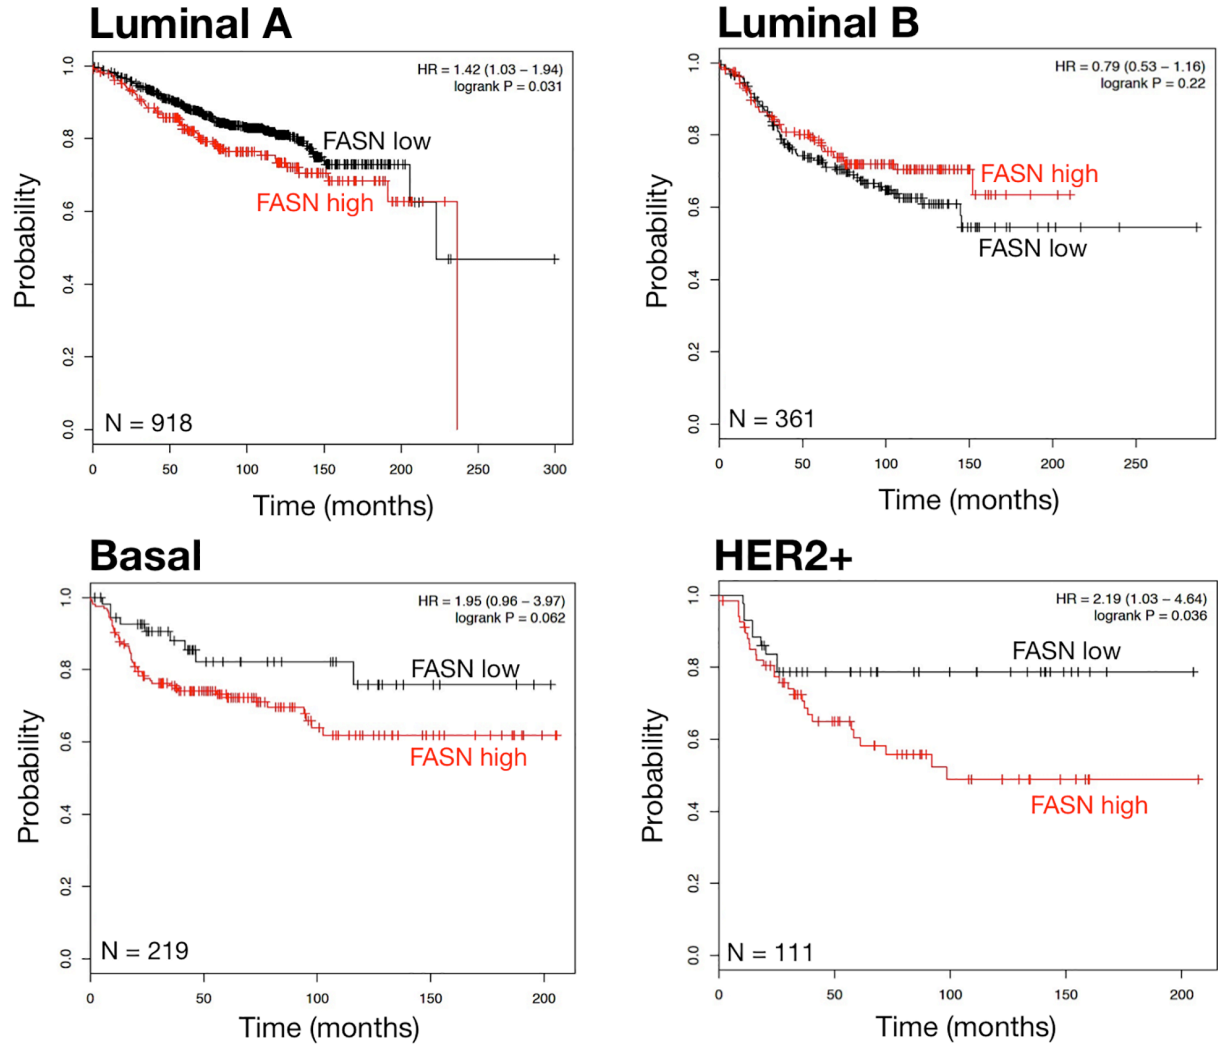 Luminal A
HR = 1.42 (1.03 – 1.94)
logrank P = 0.031
FASN low
FASN high
N = 918
Probability
0.0 0.2 0.4 0.6 0.8 1.0
0 50 100 150 200 250 300
Time (months)
Luminal B
HR = 0.79 (0.53 – 1.16)
logrank P = 0.22
FASN high
FASN low
N = 361
Probability
0.0 0.2 0.4 0.6 0.8 1.0
0 50 100 150 200 250
Time (months)
Basal
HR = 1.95 (0.96 – 3.97)
logrank P = 0.062
FASN low
FASN high
N = 219
Probability
0.0 0.2 0.4 0.6 0.8 1.0
0 50 100 150 200
Time (months)
HER2+
HR = 2.19 (1.03 – 4.64)
logrank P = 0.036
FASN low
FASN high
N = 111
Probability
0.0 0.2 0.4 0.6 0.8 1.0
0 50 100 150 200
Time (months)